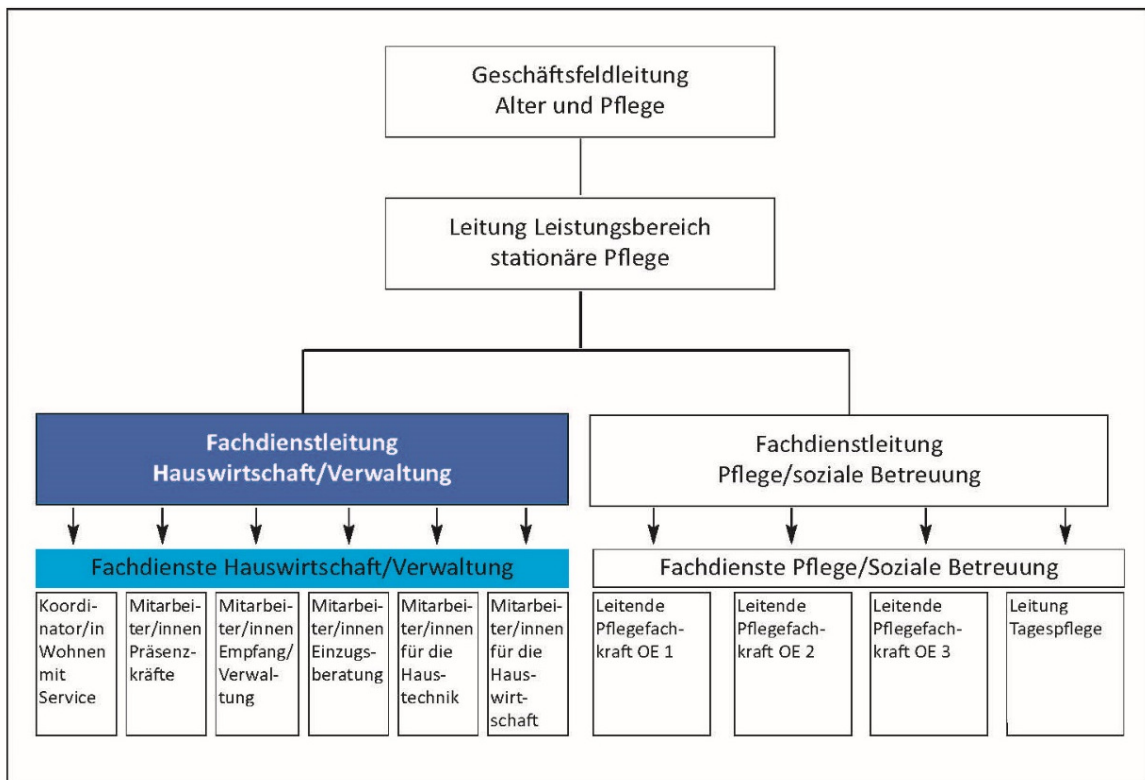 Geschäftsfeldleitung
Alter und Pflege
Leitung Leistungsbereich
stationäre Pflege
Fachdienstleitung
Hauswirtschaft/Verwaltung
Fachdienstleitung
Pflege/soziale Betreuung
Fachdienste Hauswirtschaft/Verwaltung
Fachdienste Pflege/Soziale Betreuung
Koordi-
nator/in
Wohnen
mit
Service
Mitarbei-
ter/innen
Präsenz-
kräfte
Mitarbei-
ter/innen
Empfang/
Verwal-
tung
Mitarbei-
ter/innen
Einzugs-
beratung
Mitarbei-
ter/innen
für die
Haus-
technik
Mitarbei-
ter/innen
für die
Haus-
wirt-
schaft
Leitende
Pflegefach-
kraft OE 1
Leitende
Pflegefach-
kraft OE 2
Leitende
Pflegefach-
kraft OE 3
Leitung
Tagespflege